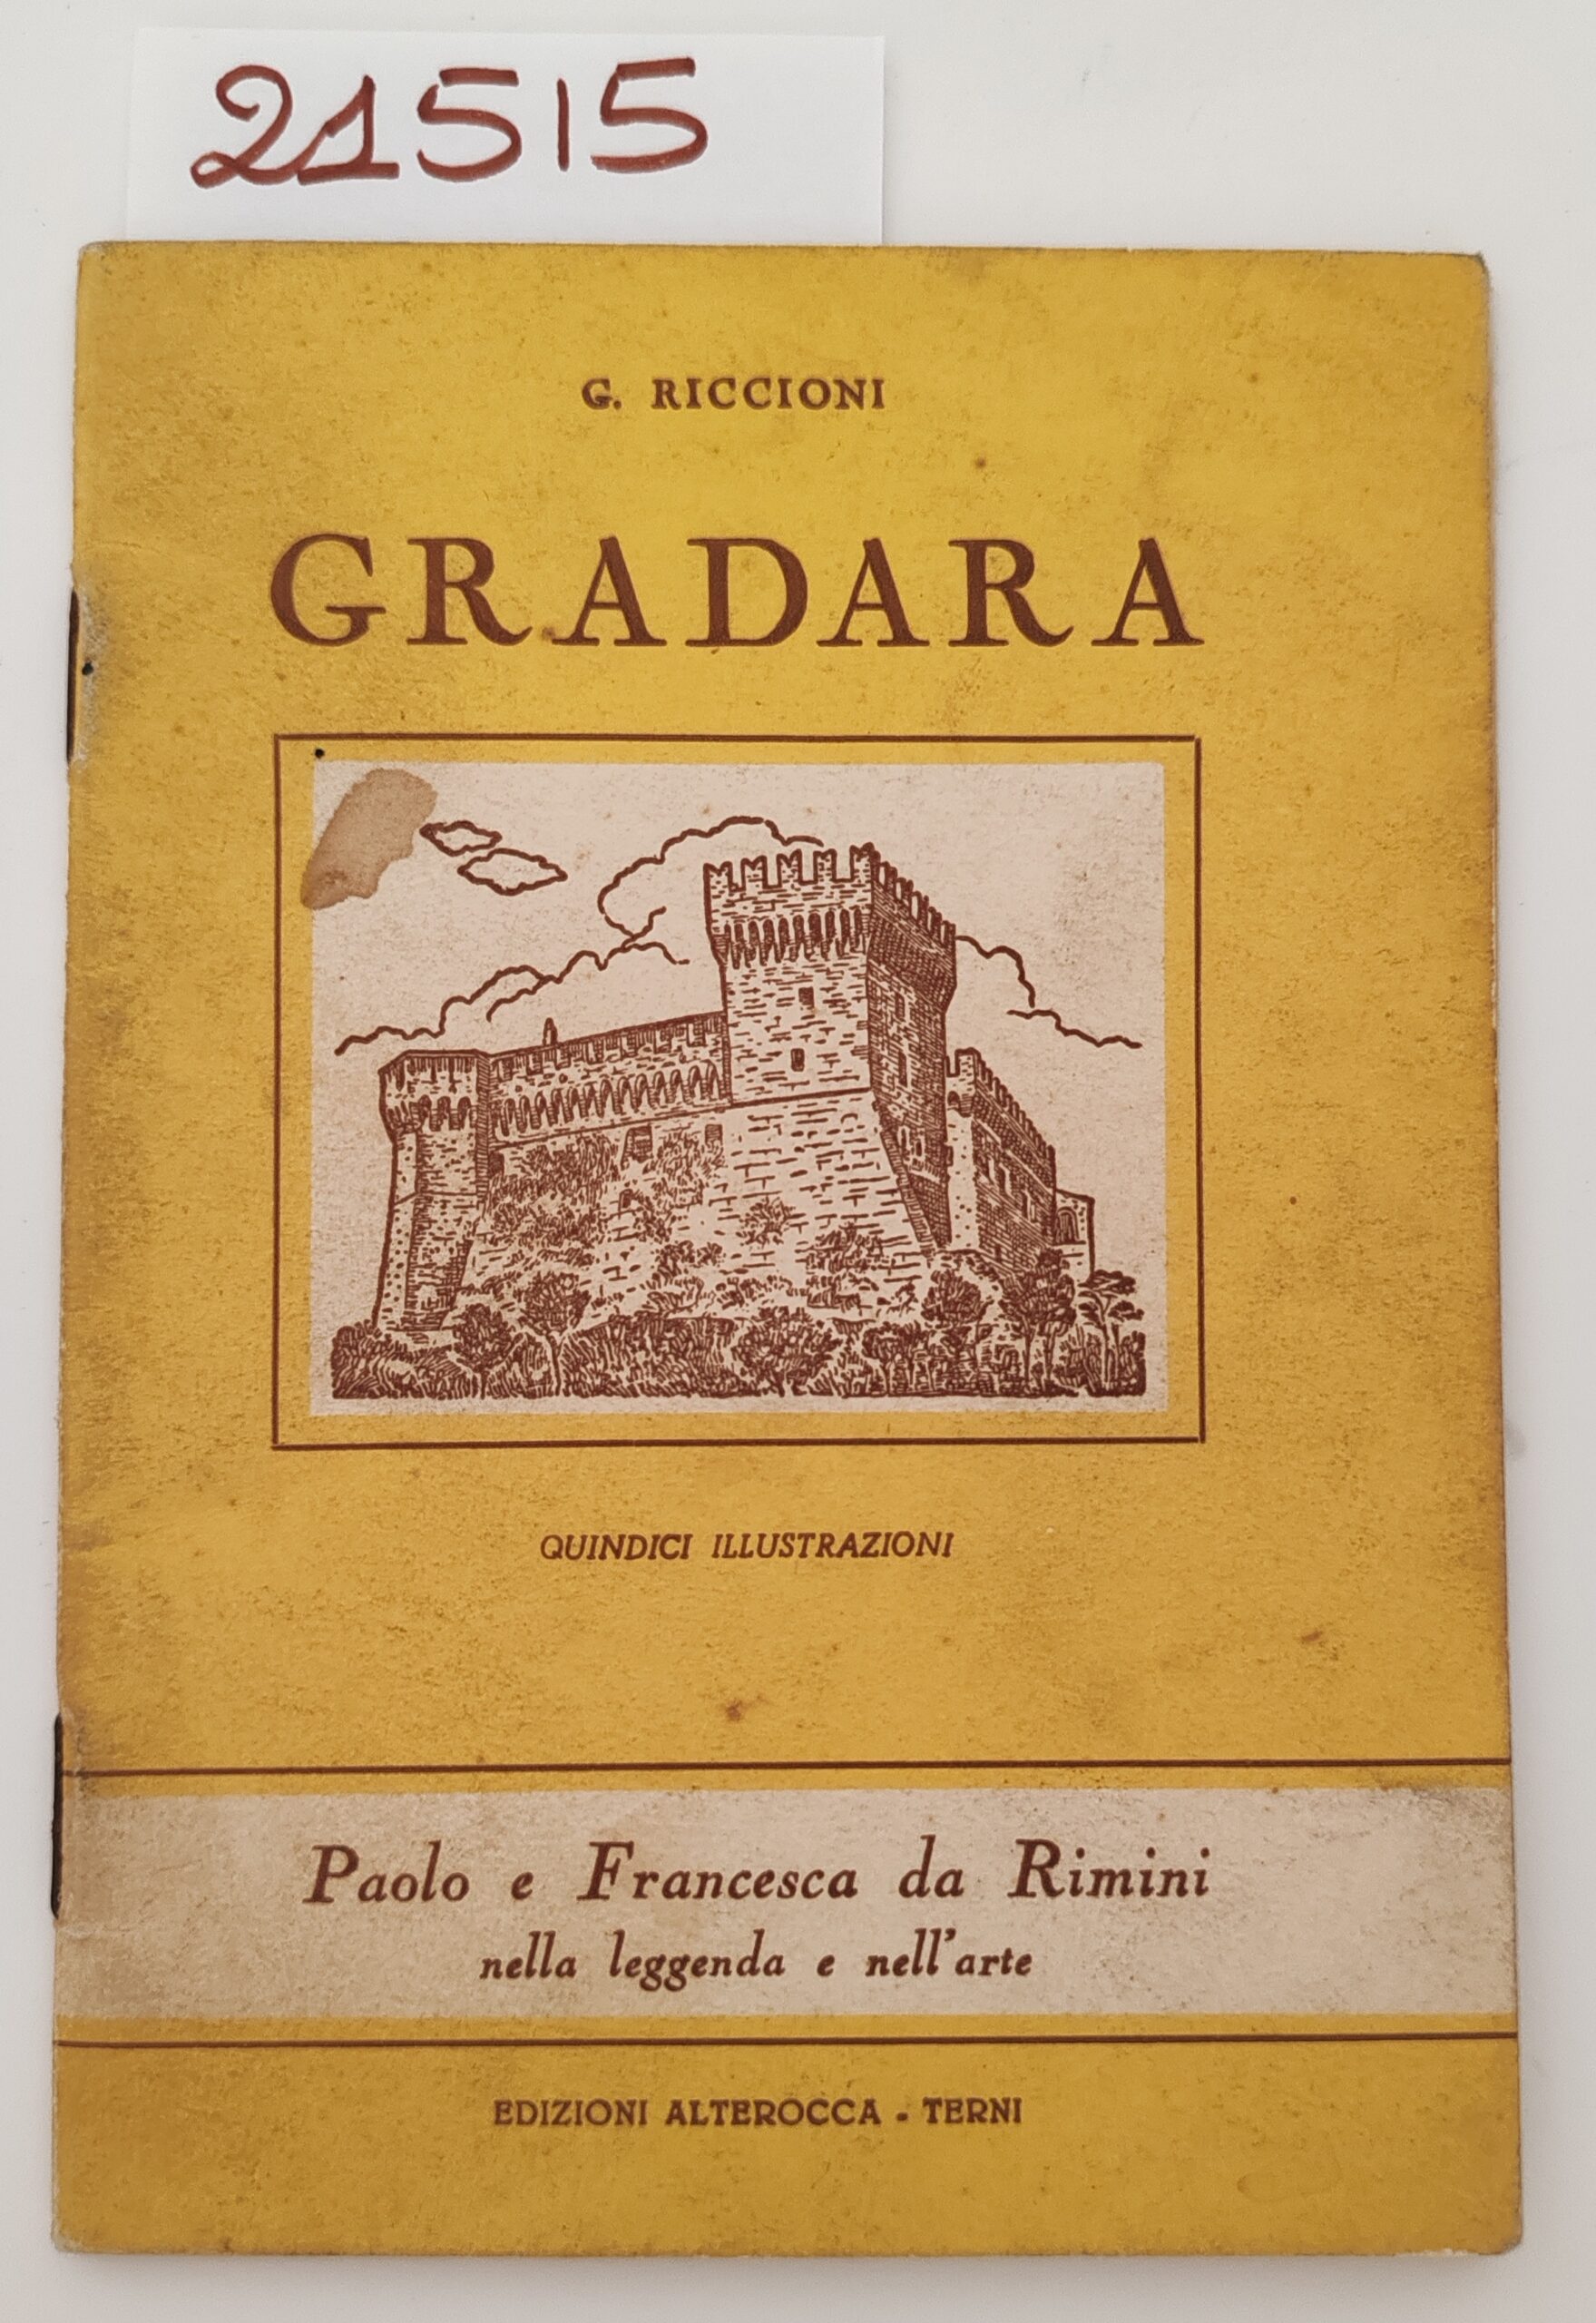 21515
G. RICCIONI
GRADARA
QUINDICI ILLUSTRAZIONI
Paolo e Francesca da Rimini
nella leggenda e nell'arte
EDIZIONI ALTEROCCA - TERNI